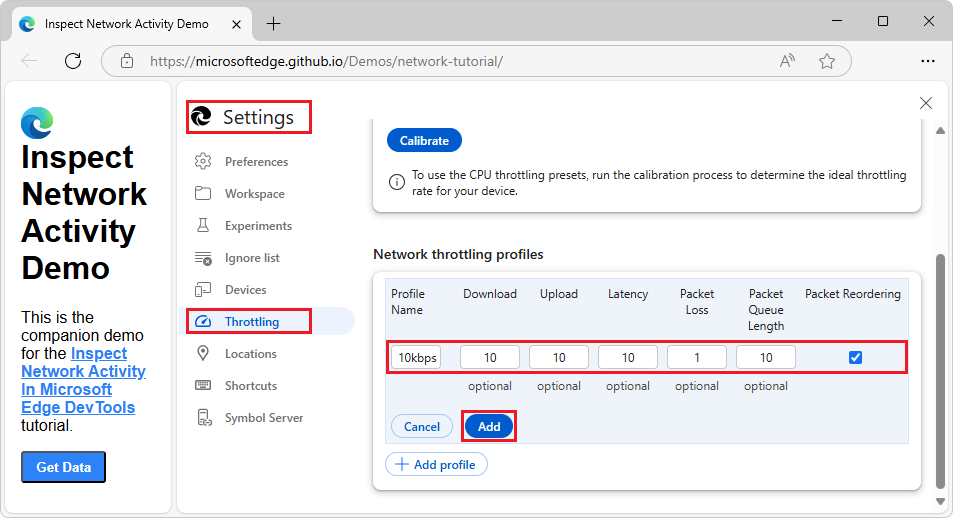 Inspect Network Activity Demo
https://microsoftedge.github.io/Demos/network-tutorial/
Inspect
Network
Activity
Demo
This is the
companion demo
for the Inspect
Network Activity
In Microsoft
Edge DevTools
tutorial.
Get Data
Settings
Preferences
Workspace
Experiments
Ignore list
Devices
Throttling
Locations
Shortcuts
Symbol Server
Calibrate
To use the CPU throttling presets, run the calibration process to determine the ideal throttling
rate for your device.
Network throttling profiles
Profile Name
Download
Upload
Latency
Packet Loss
Packet Queue Length
Packet Reordering
10kbps 10 10 10 1 10
optional optional optional optional optional
Cancel Add
Add profile